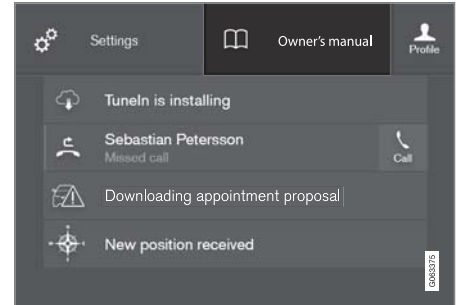 Settings
Owner's manual
Profile
TuneIn is installing
Sebastian Petersson
Missed call
Call
Downloading appointment proposal
New position received
G063375